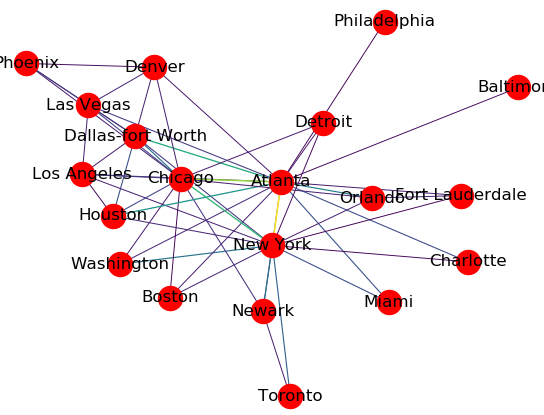 Philadelphia
Phoenix
Denver
Baltimor
Las Vegas
Detroit
Dallas-fort Worth
Los Angeles
Chicago
Atlanta
Orlando
Fort Lauderdale
Houston
New York
Washington
Charlotte
Boston
Newark
Miami
Toronto